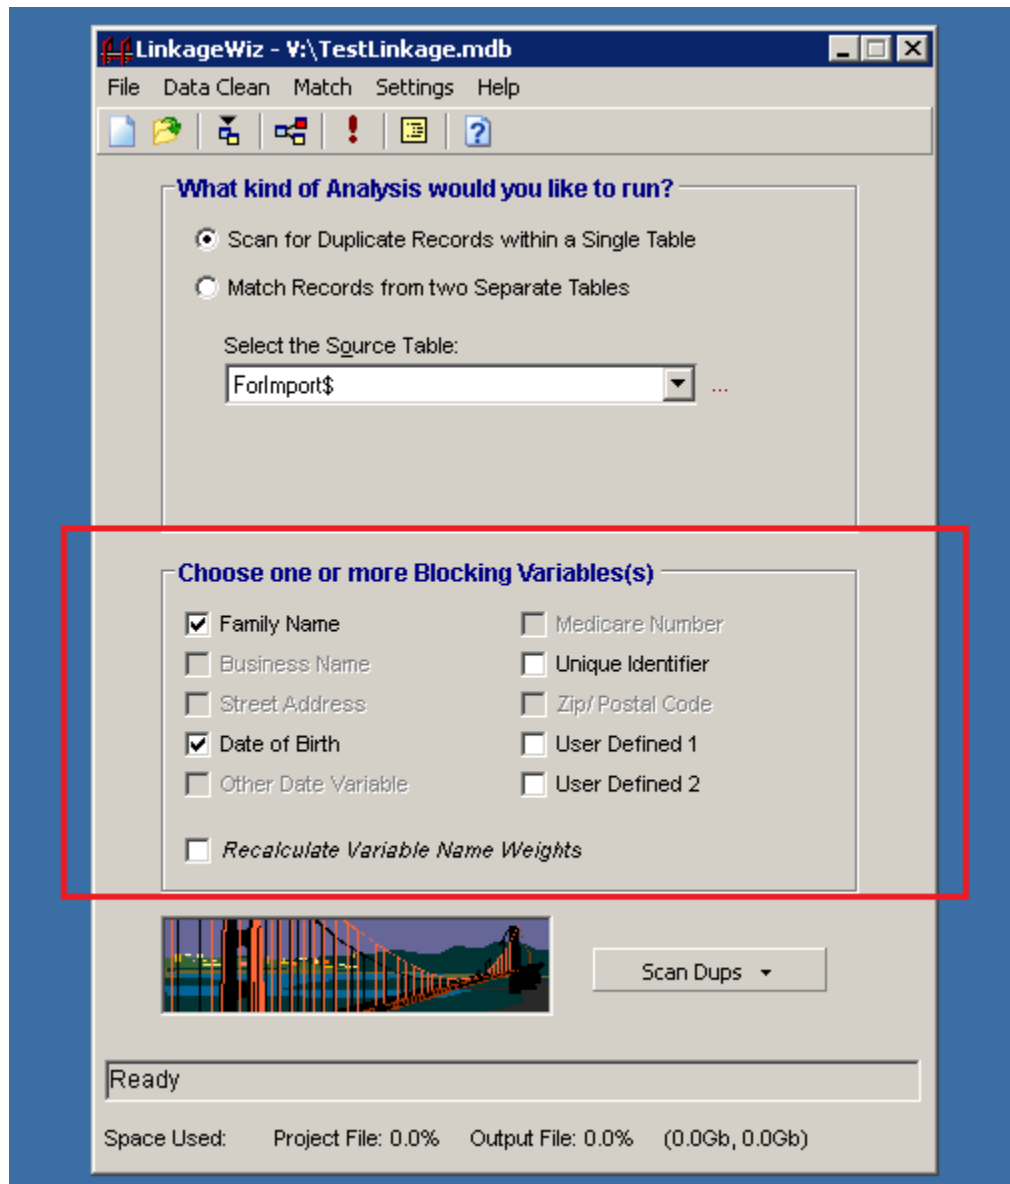 LinkageWiz - V:\TestLinkage.mdb
File Data Clean Match Settings Help
What kind of Analysis would you like to run?
Scan for Duplicate Records within a Single Table
Match Records from two Separate Tables
Select the Source Table:
ForImport$ ...
Choose one or more Blocking Variables(s)
Family Name Medicare Number
Business Name Unique Identifier
Street Address Zip/Postal Code
Date of Birth User Defined 1
Other Date Variable User Defined 2
Recalculate Variable Name Weights
Scan Dups
Ready
Space Used: Project File: 0.0% Output File: 0.0% (0.0Gb, 0.0Gb)